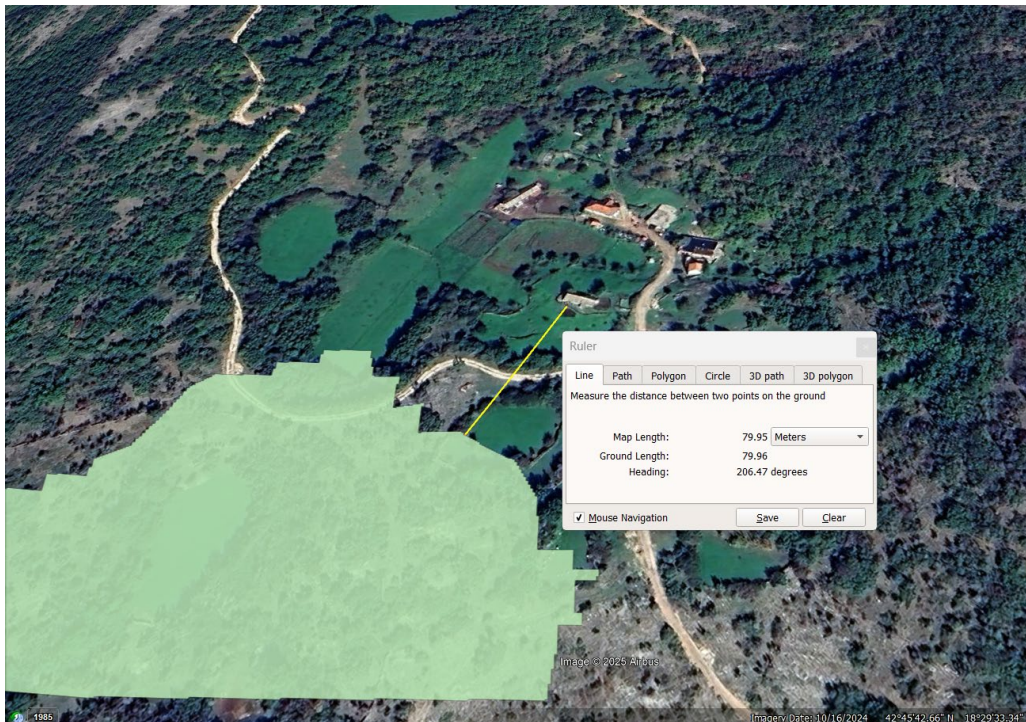 Ruler
Line Path Polygon Circle 3D path 3D polygon
Measure the distance between two points on the ground
Map Length: 79.95 Meters
Ground Length: 79.96
Heading: 206.47 degrees
Mouse Navigation Save Clear
Image © 2025 Airbus
1985 Imagery Date: 10/16/2024 42°45'42.66" N 18°29'33.34"